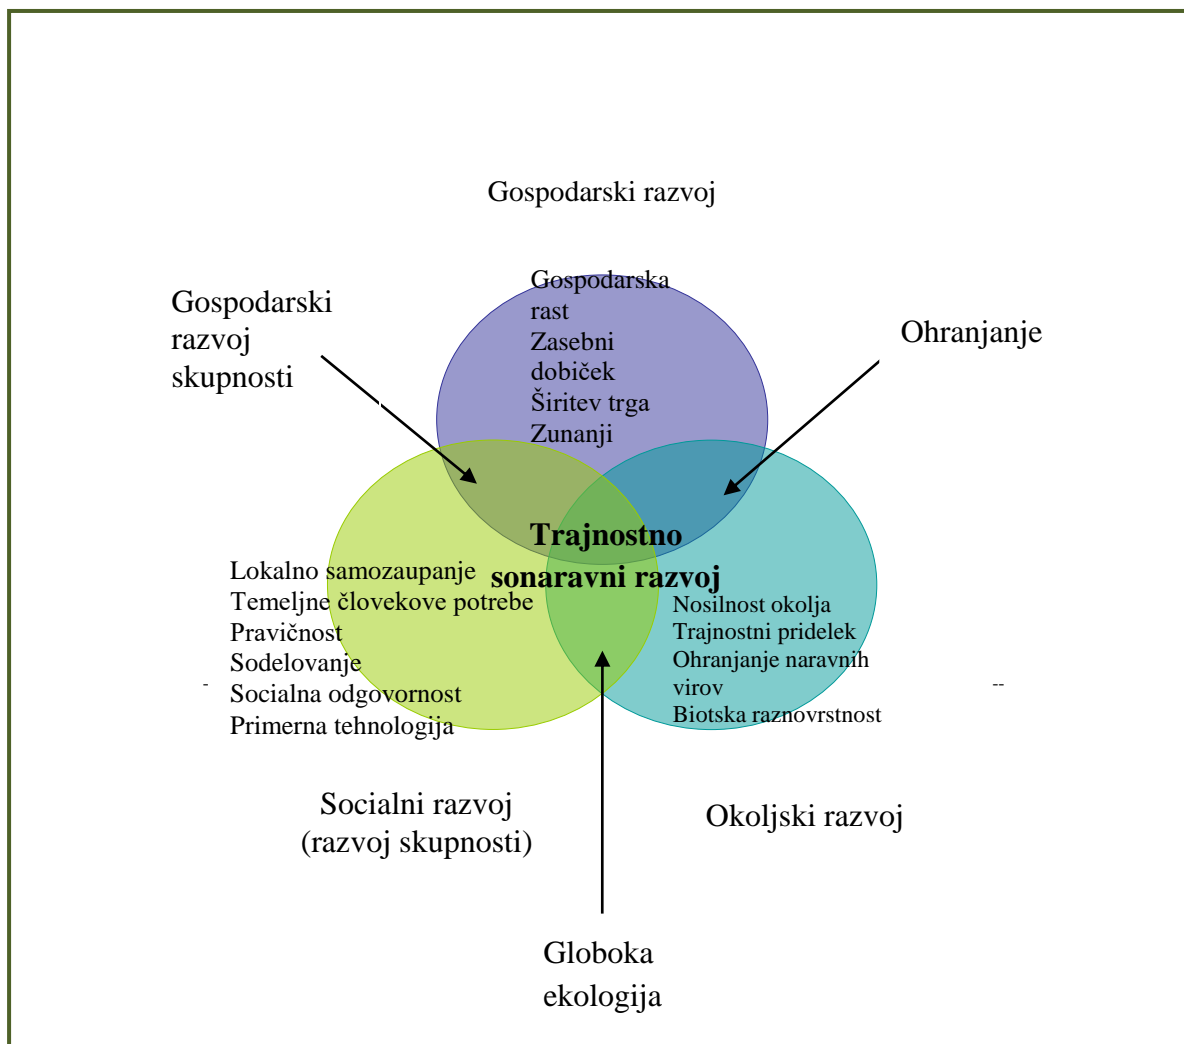 Gospodarski razvoj
Gospodarski
razvoj
skupnosti
Gospodarska
rast
Zasebni
dobiček
Širitev trga
Zunanji
Ohranjanje
Trajnostno
sonaravni razvoj
Lokalno samozaupanje
Temeljne človekove potrebe
Pravičnost
Sodelovanje
Socialna odgovornost
Primerna tehnologija
Nosilnost okolja
Trajnostni pridelek
Ohranjanje naravnih
virov
Biotska raznovrstnost
-
--
Socialni razvoj
(razvoj skupnosti)
Okoljski razvoj
Globoka
ekologija